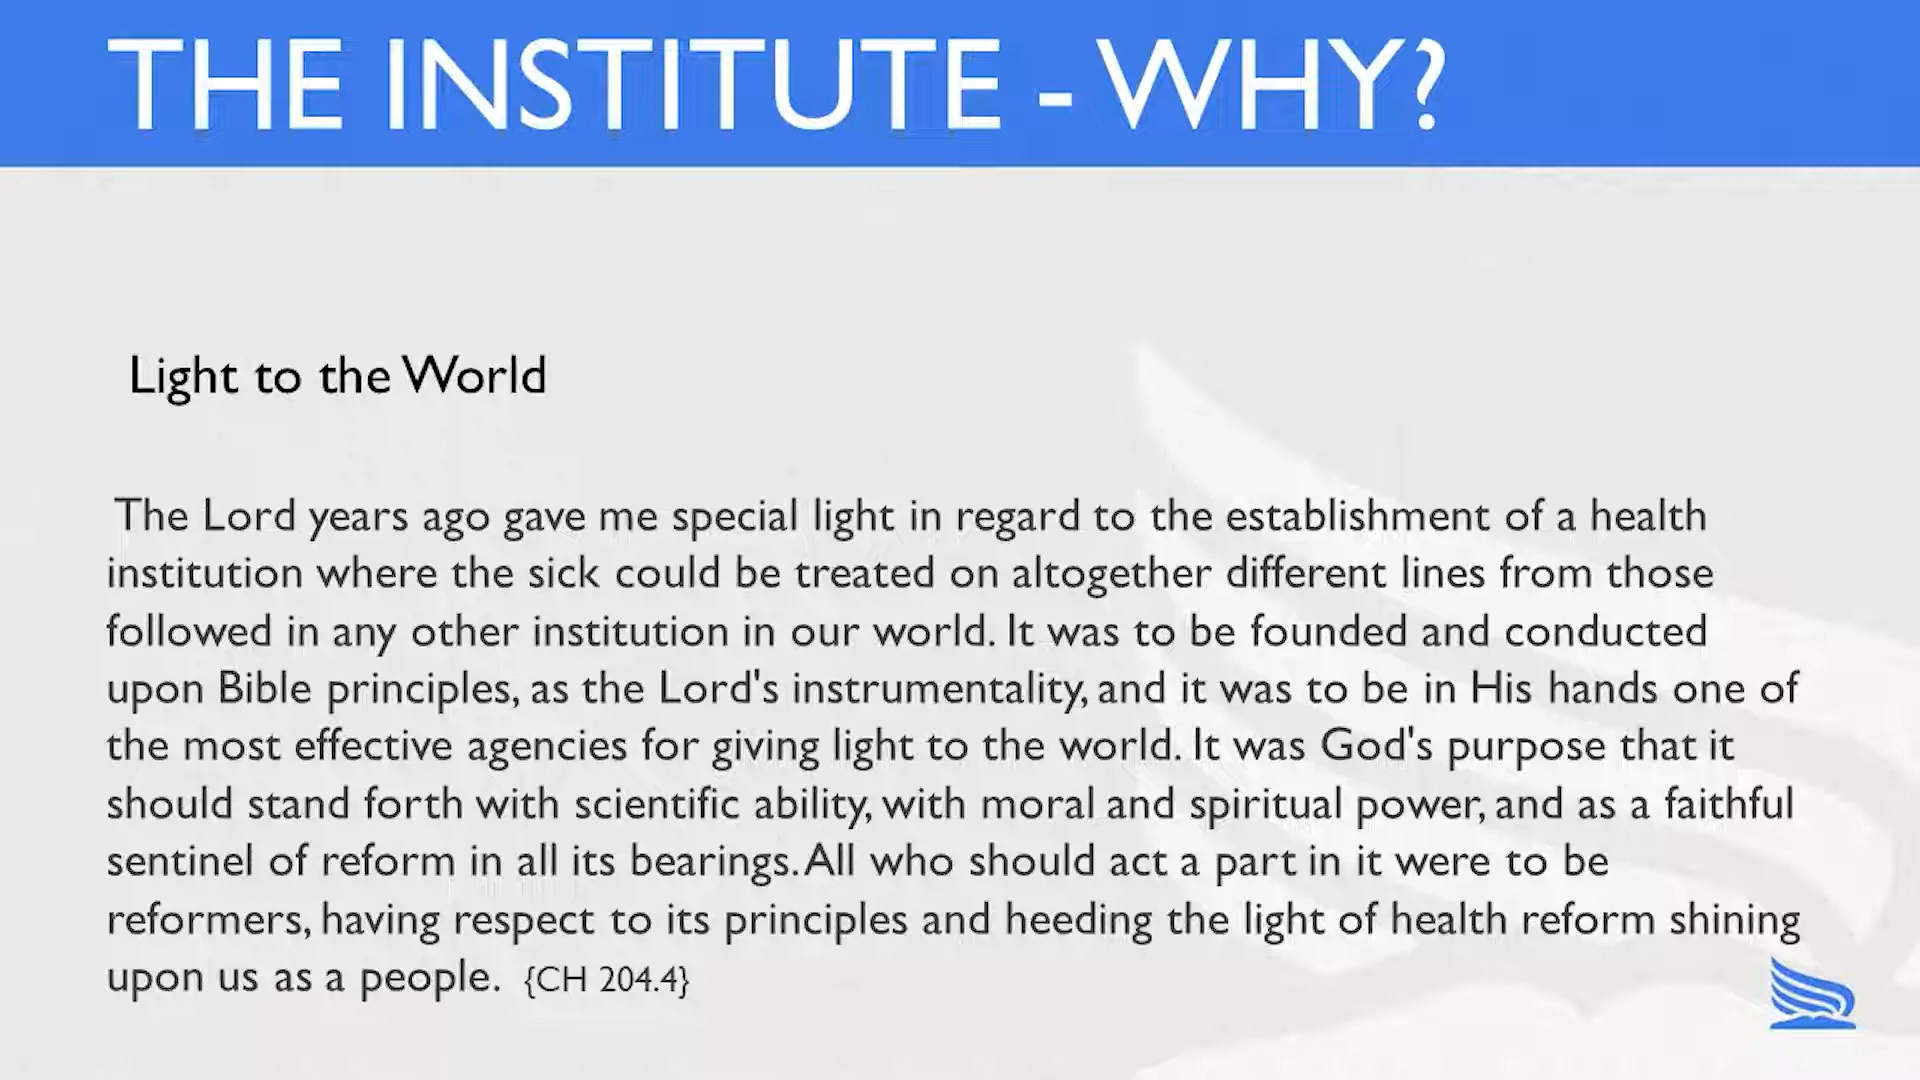 THE INSTITUTE - WHY?
Light to the World
The Lord years ago gave me special light in regard to the establishment of a health
institution where the sick could be treated on altogether different lines from those
followed in any other institution in our world. It was to be founded and conducted
upon Bible principles, as the Lord's instrumentality, and it was to be in His hands one of
the most effective agencies for giving light to the world. It was God's purpose that it
should stand forth with scientific ability, with moral and spiritual power, and as a faithful
sentinel of reform in all its bearings. All who should act a part in it were to be
reformers, having respect to its principles and heeding the light of health reform shining
upon us as a people. {CH 204.4}